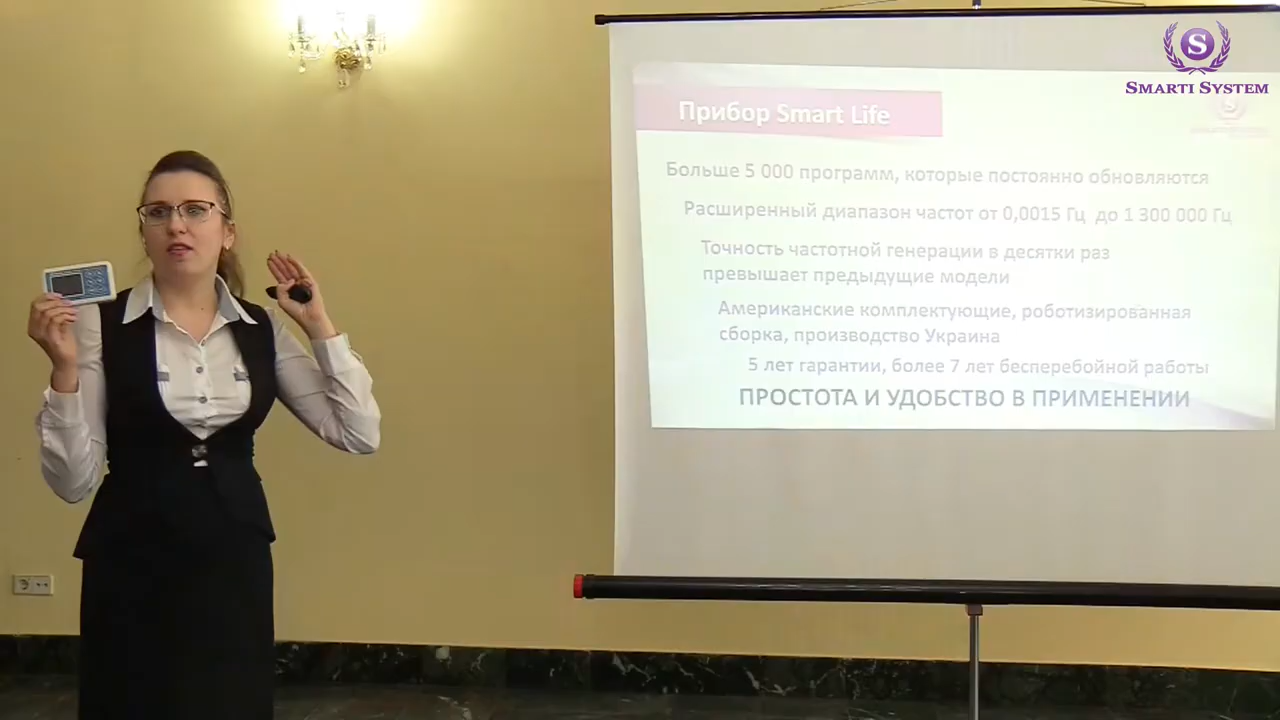 S
SMARTI SYSTEM
Прибор Smart Life
Больше 5 000 программ, которые постоянно обновляются
Расширенный диапазон частот от 0,0015 Гц до 1 300 000 Гц
Точность частотной генерации в десятки раз
превышает предыдущие модели
Американские комплектующие, роботизированная
сборка, производство Украина
5 лет гарантии, более 7 лет бесперебойной работы
ПРОСТОТА И УДОБСТВО В ПРИМЕНЕНИИ